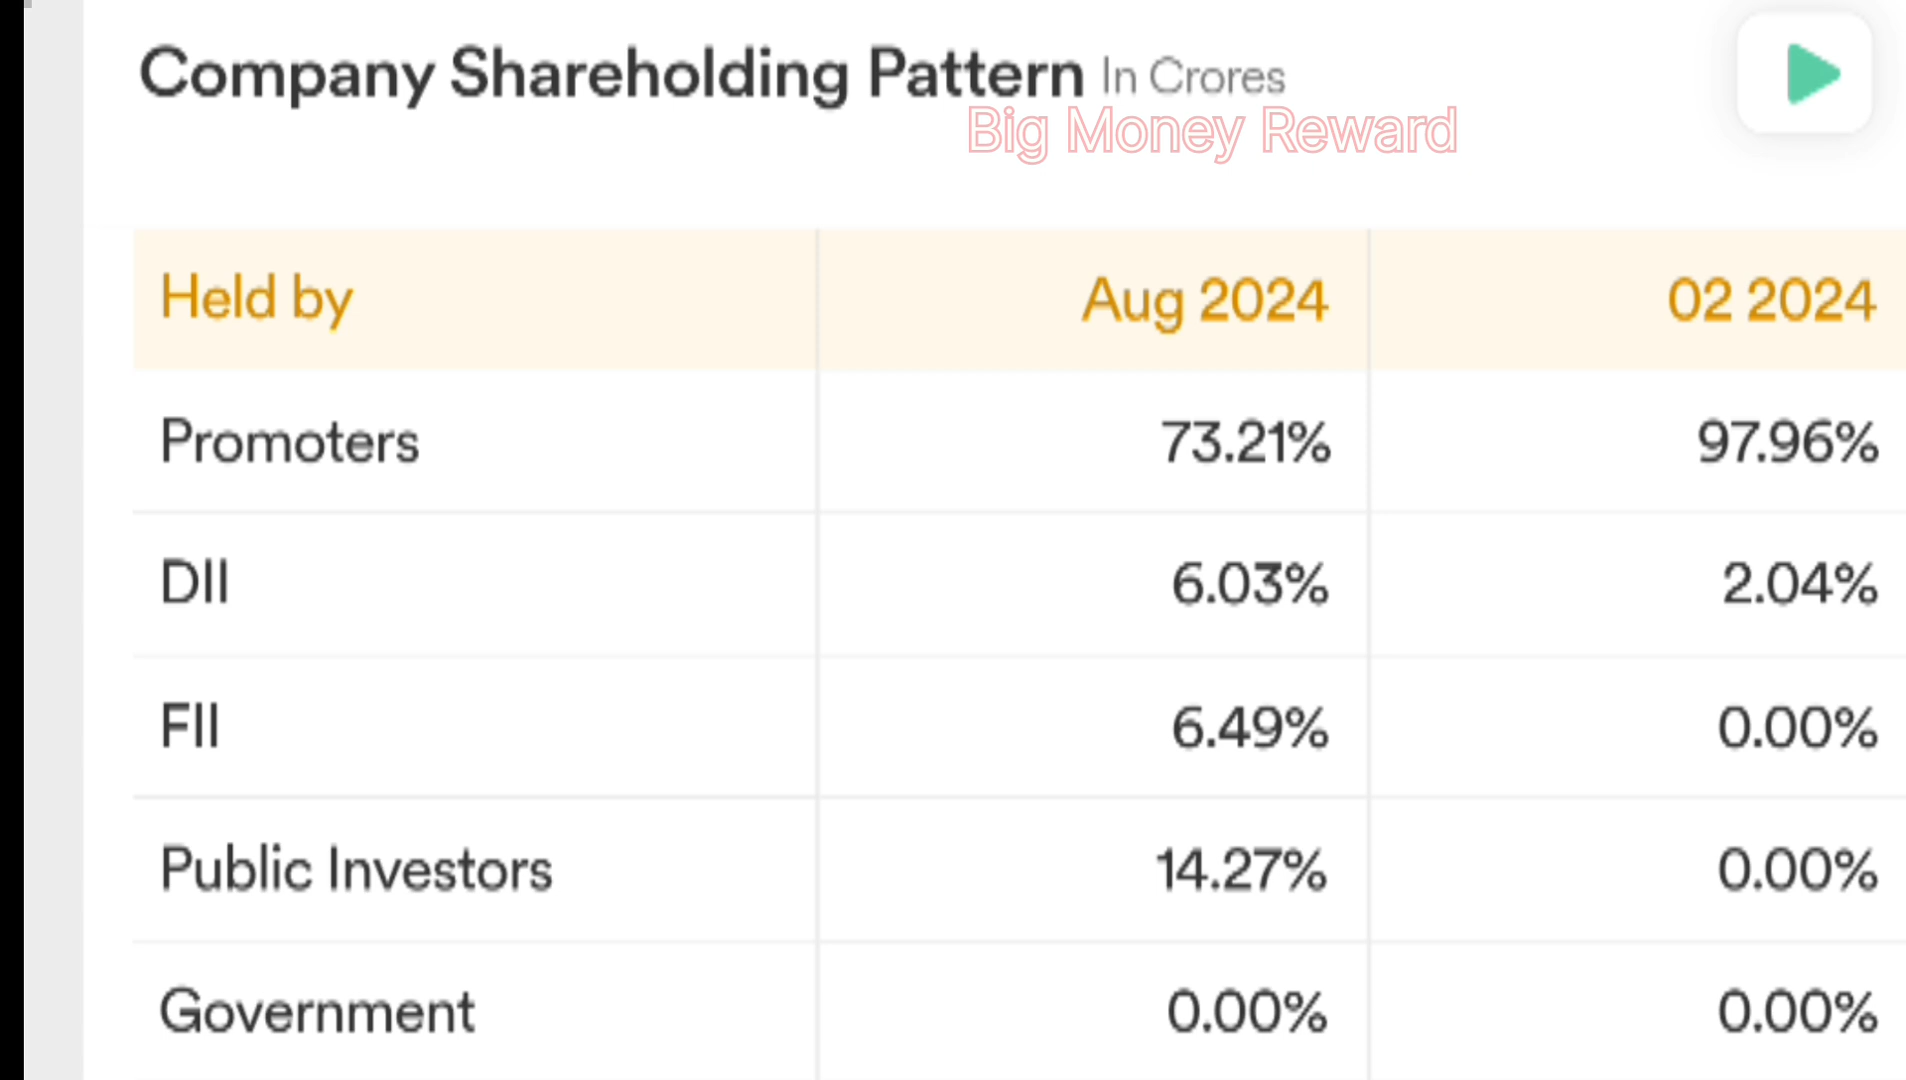 Company Shareholding Pattern In Crores
Big Money Reward
Held by Aug 2024 02 2024
Promoters 73.21% 97.96%
DII 6.03% 2.04%
FII 6.49% 0.00%
Public Investors 14.27% 0.00%
Government 0.00% 0.00%